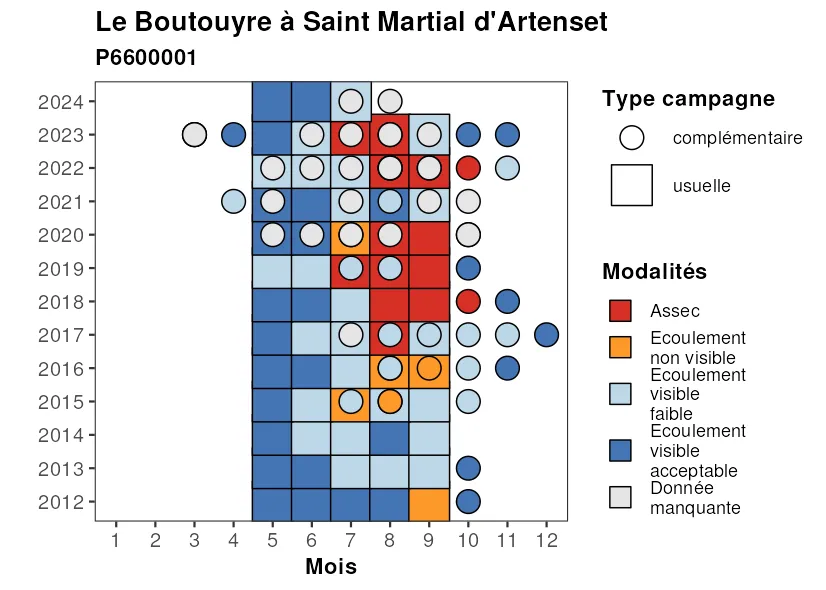 Le Boutouyre à Saint Martial d'Artenset
P6600001
2024
2023
2022
2021
2020
2019
2018
2017
2016
2015
2014
2013
2012
1 2 3 4 5 6 7 8 9 10 11 12
Mois
Type campagne
complémentaire
usuelle
Modalités
Assec
Ecoulement
non visible
Ecoulement
visible
faible
Ecoulement
visible
acceptable
Donnée
manquante